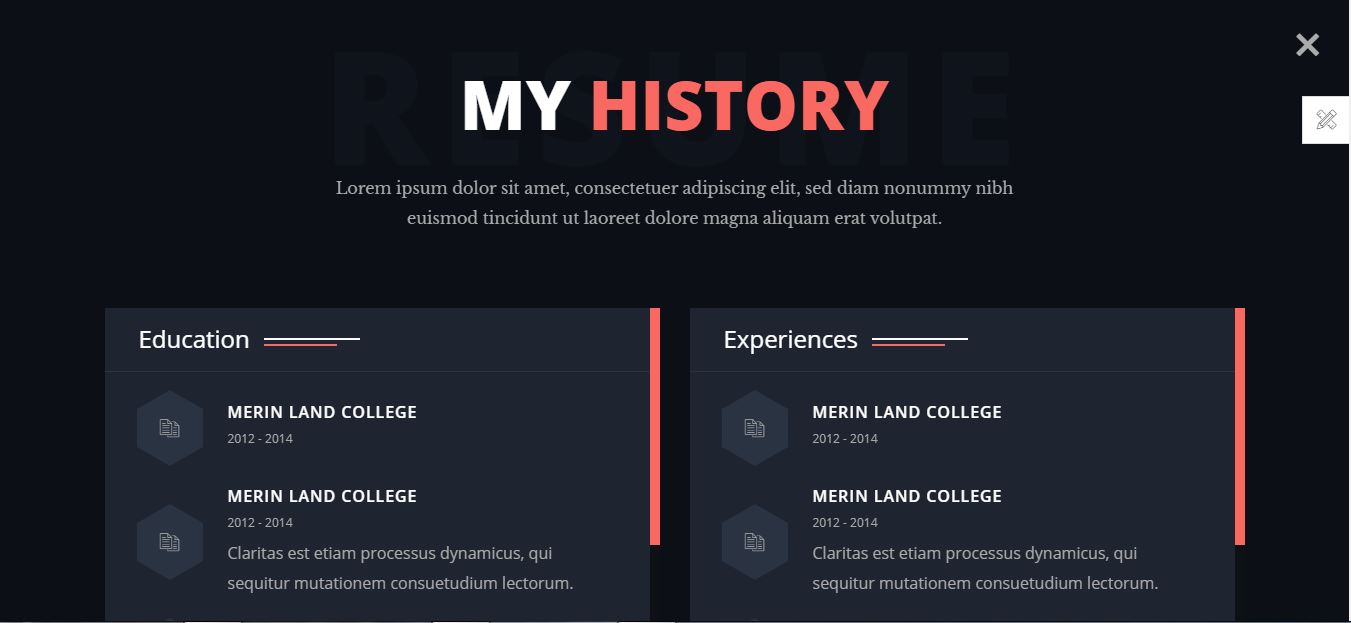 RESUME
MY HISTORY
Lorem ipsum dolor sit amet, consectetuer adipiscing elit, sed diam nonummy nibh
euismod tincidunt ut laoreet dolore magna aliquam erat volutpat.
Education
MERIN LAND COLLEGE
2012 - 2014
MERIN LAND COLLEGE
2012 - 2014
Claritas est etiam processus dynamicus, qui
sequitur mutationem consuetudium lectorum.
Experiences
MERIN LAND COLLEGE
2012 - 2014
MERIN LAND COLLEGE
2012 - 2014
Claritas est etiam processus dynamicus, qui
sequitur mutationem consuetudium lectorum.